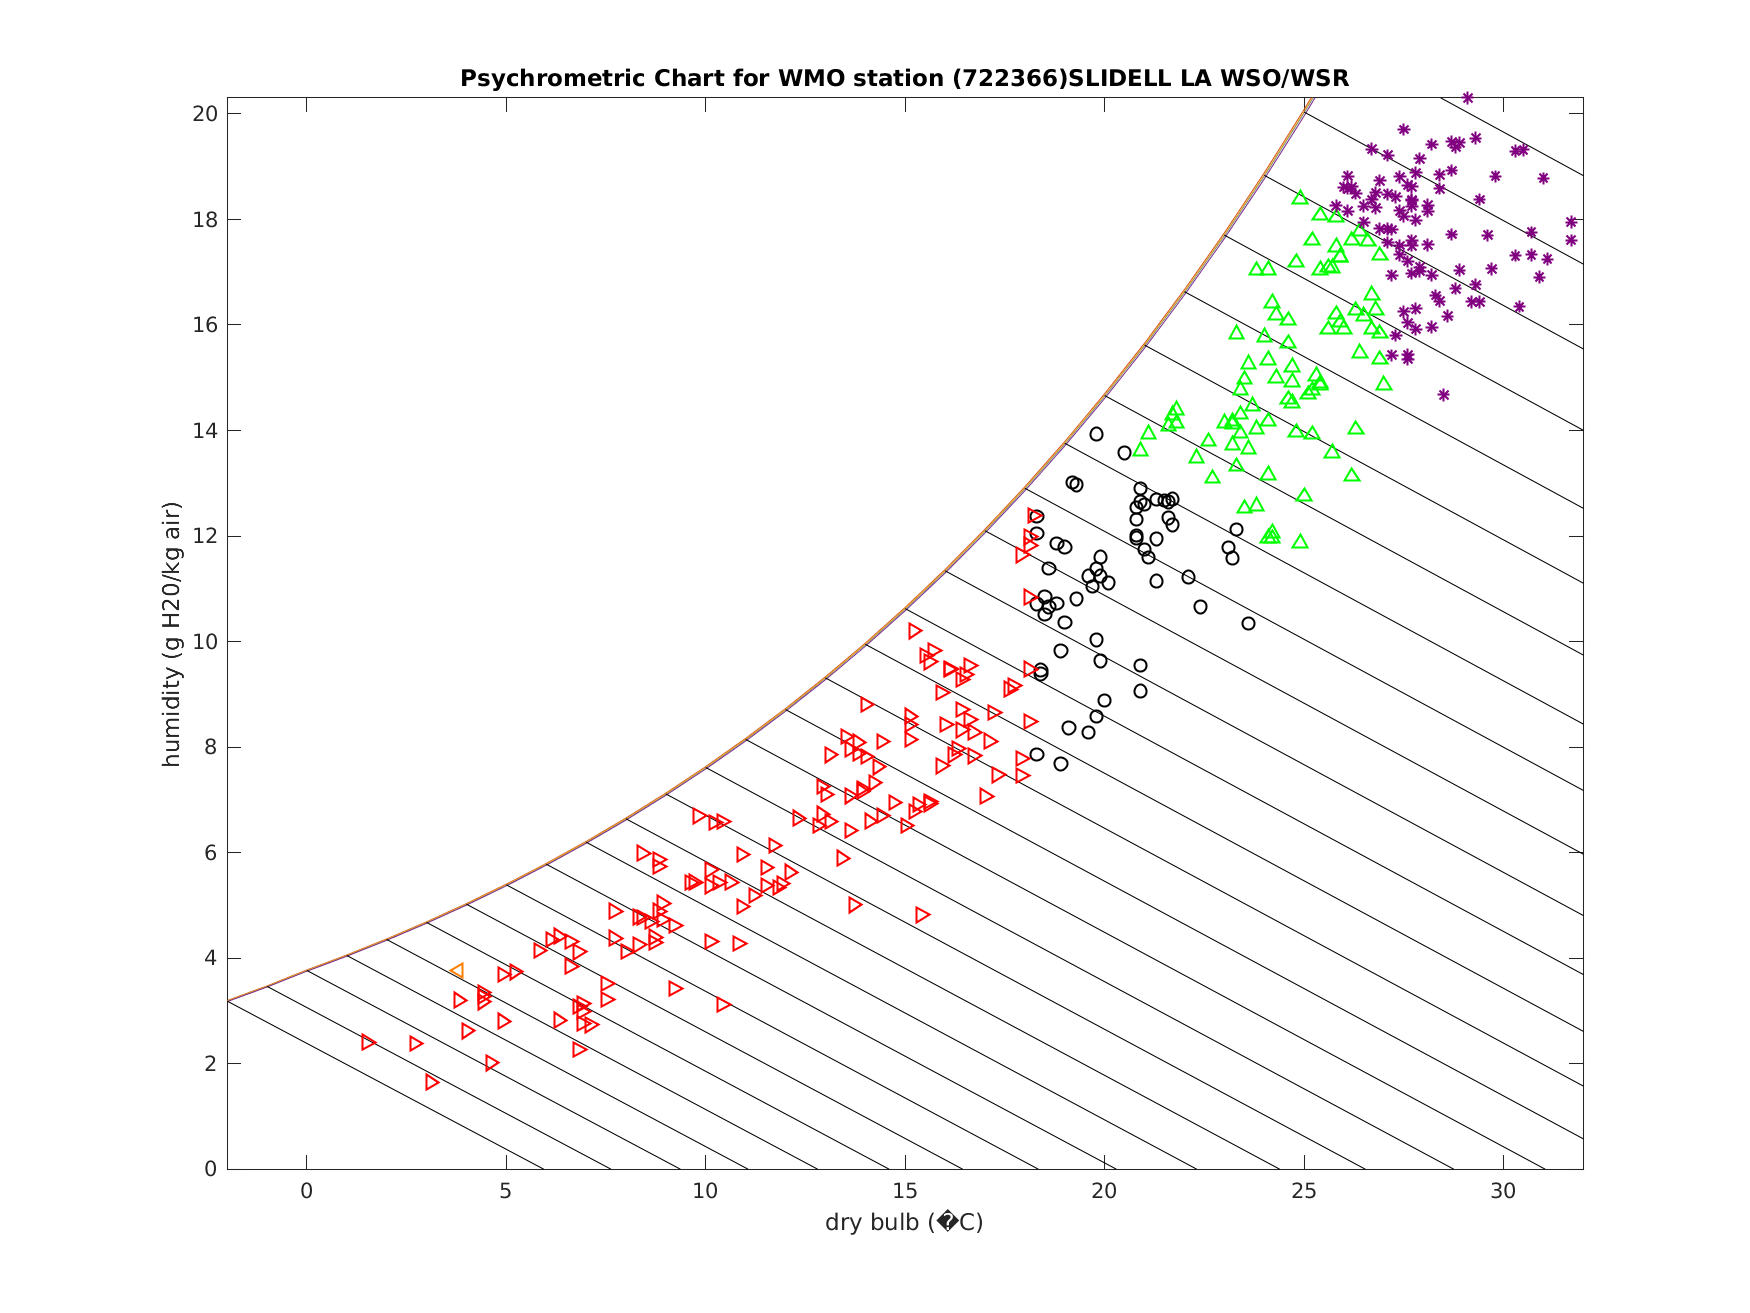 Psychrometric Chart for WMO station (722366)SLIDELL LA WSO/WSR
20
18
16
14
12
10
8
6
4
2
0
humidity (g H20/kg air)
0 5 10 15 20 25 30
dry bulb (�C)